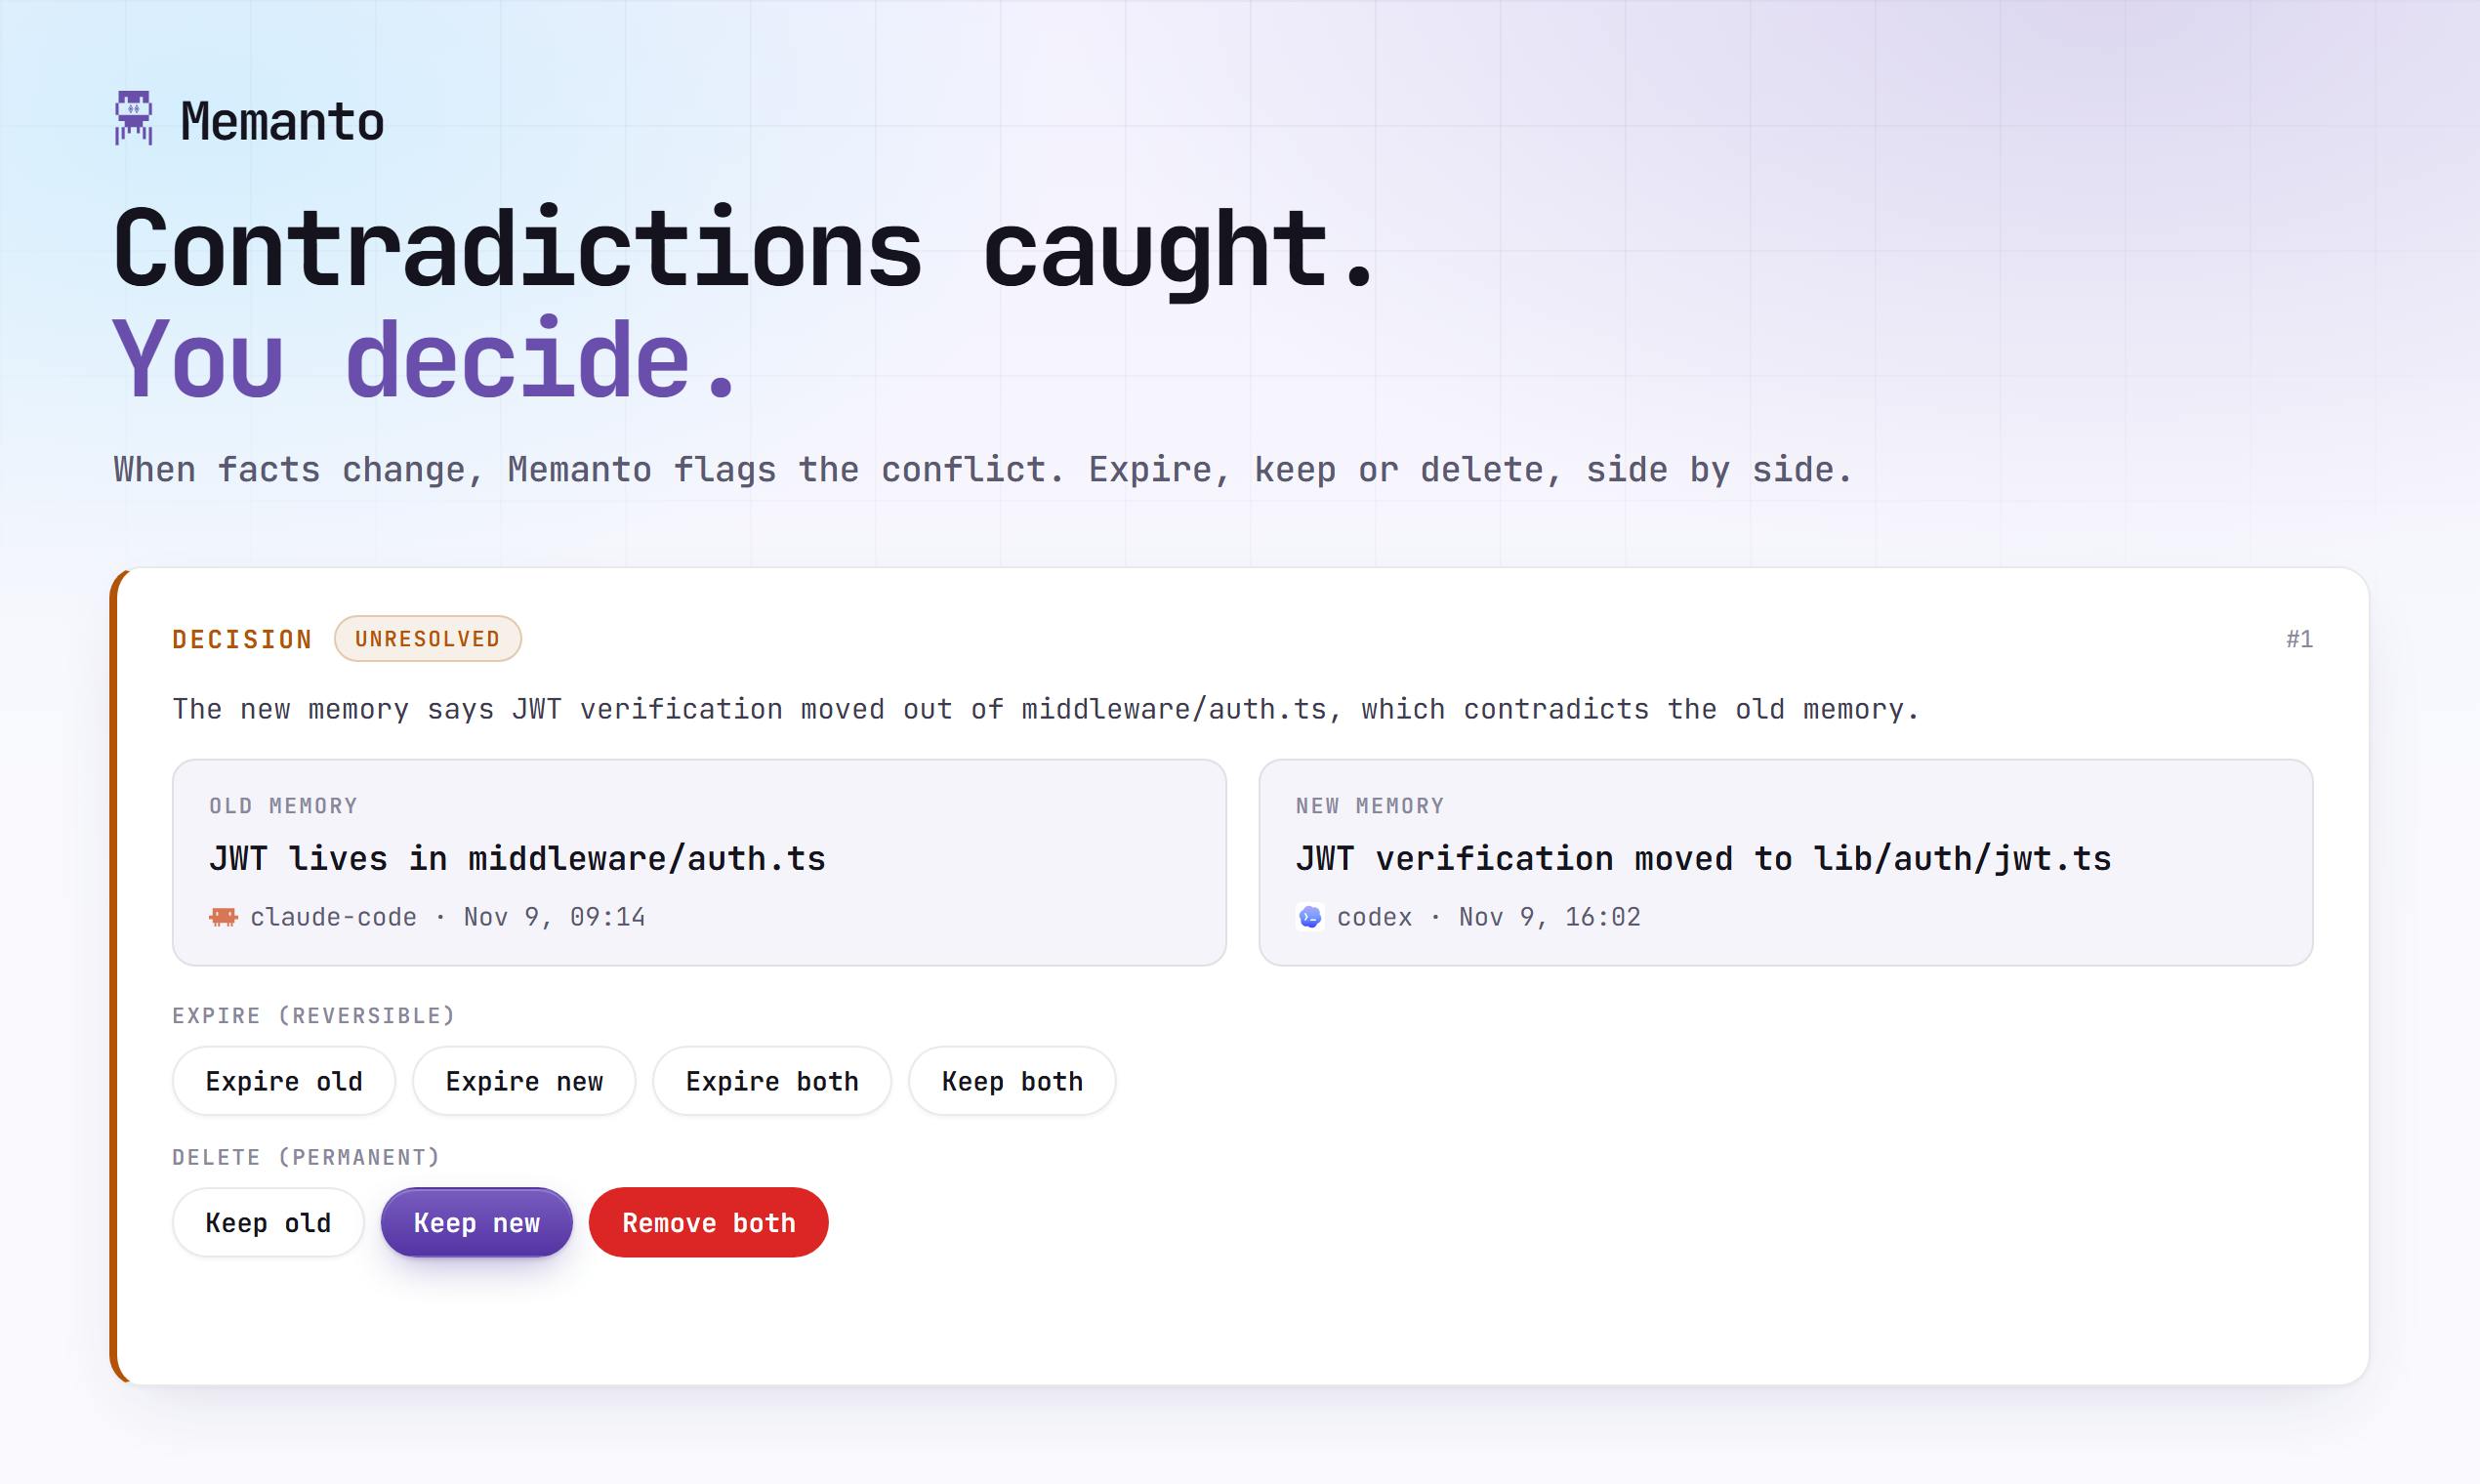 Memanto
Contradictions caught.
You decide.
When facts change, Memanto flags the conflict. Expire, keep or delete, side by side.
DECISION UNRESOLVED #1
The new memory says JWT verification moved out of middleware/auth.ts, which contradicts the old memory.
OLD MEMORY
JWT lives in middleware/auth.ts
claude-code · Nov 9, 09:14
NEW MEMORY
JWT verification moved to lib/auth/jwt.ts
codex · Nov 9, 16:02
EXPIRE (REVERSIBLE)
Expire old Expire new Expire both Keep both
DELETE (PERMANENT)
Keep old Keep new Remove both